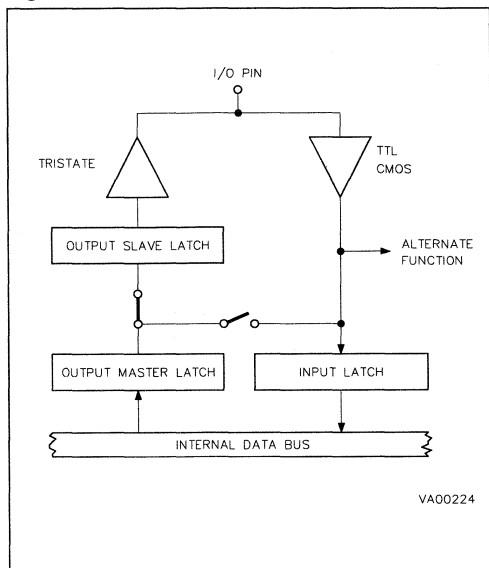 I/O PIN
TRISTATE
TTL
CMOS
OUTPUT SLAVE LATCH
ALTERNATE
FUNCTION
OUTPUT MASTER LATCH
INPUT LATCH
INTERNAL DATA BUS
VA00224